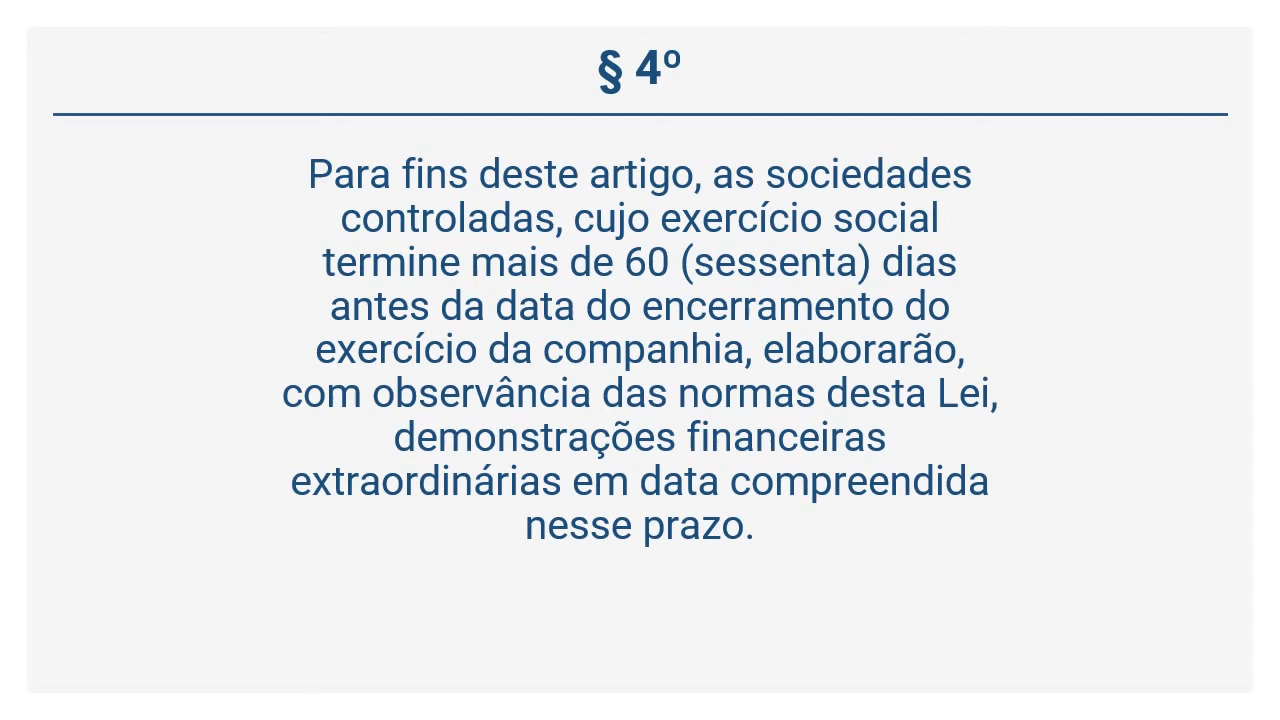 § 4º
Para fins deste artigo, as sociedades
controladas, cujo exercício social
termine mais de 60 (sessenta) dias
antes da data do encerramento do
exercício da companhia, elaborarão,
com observância das normas desta Lei,
demonstrações financeiras
extraordinárias em data compreendida
nesse prazo.